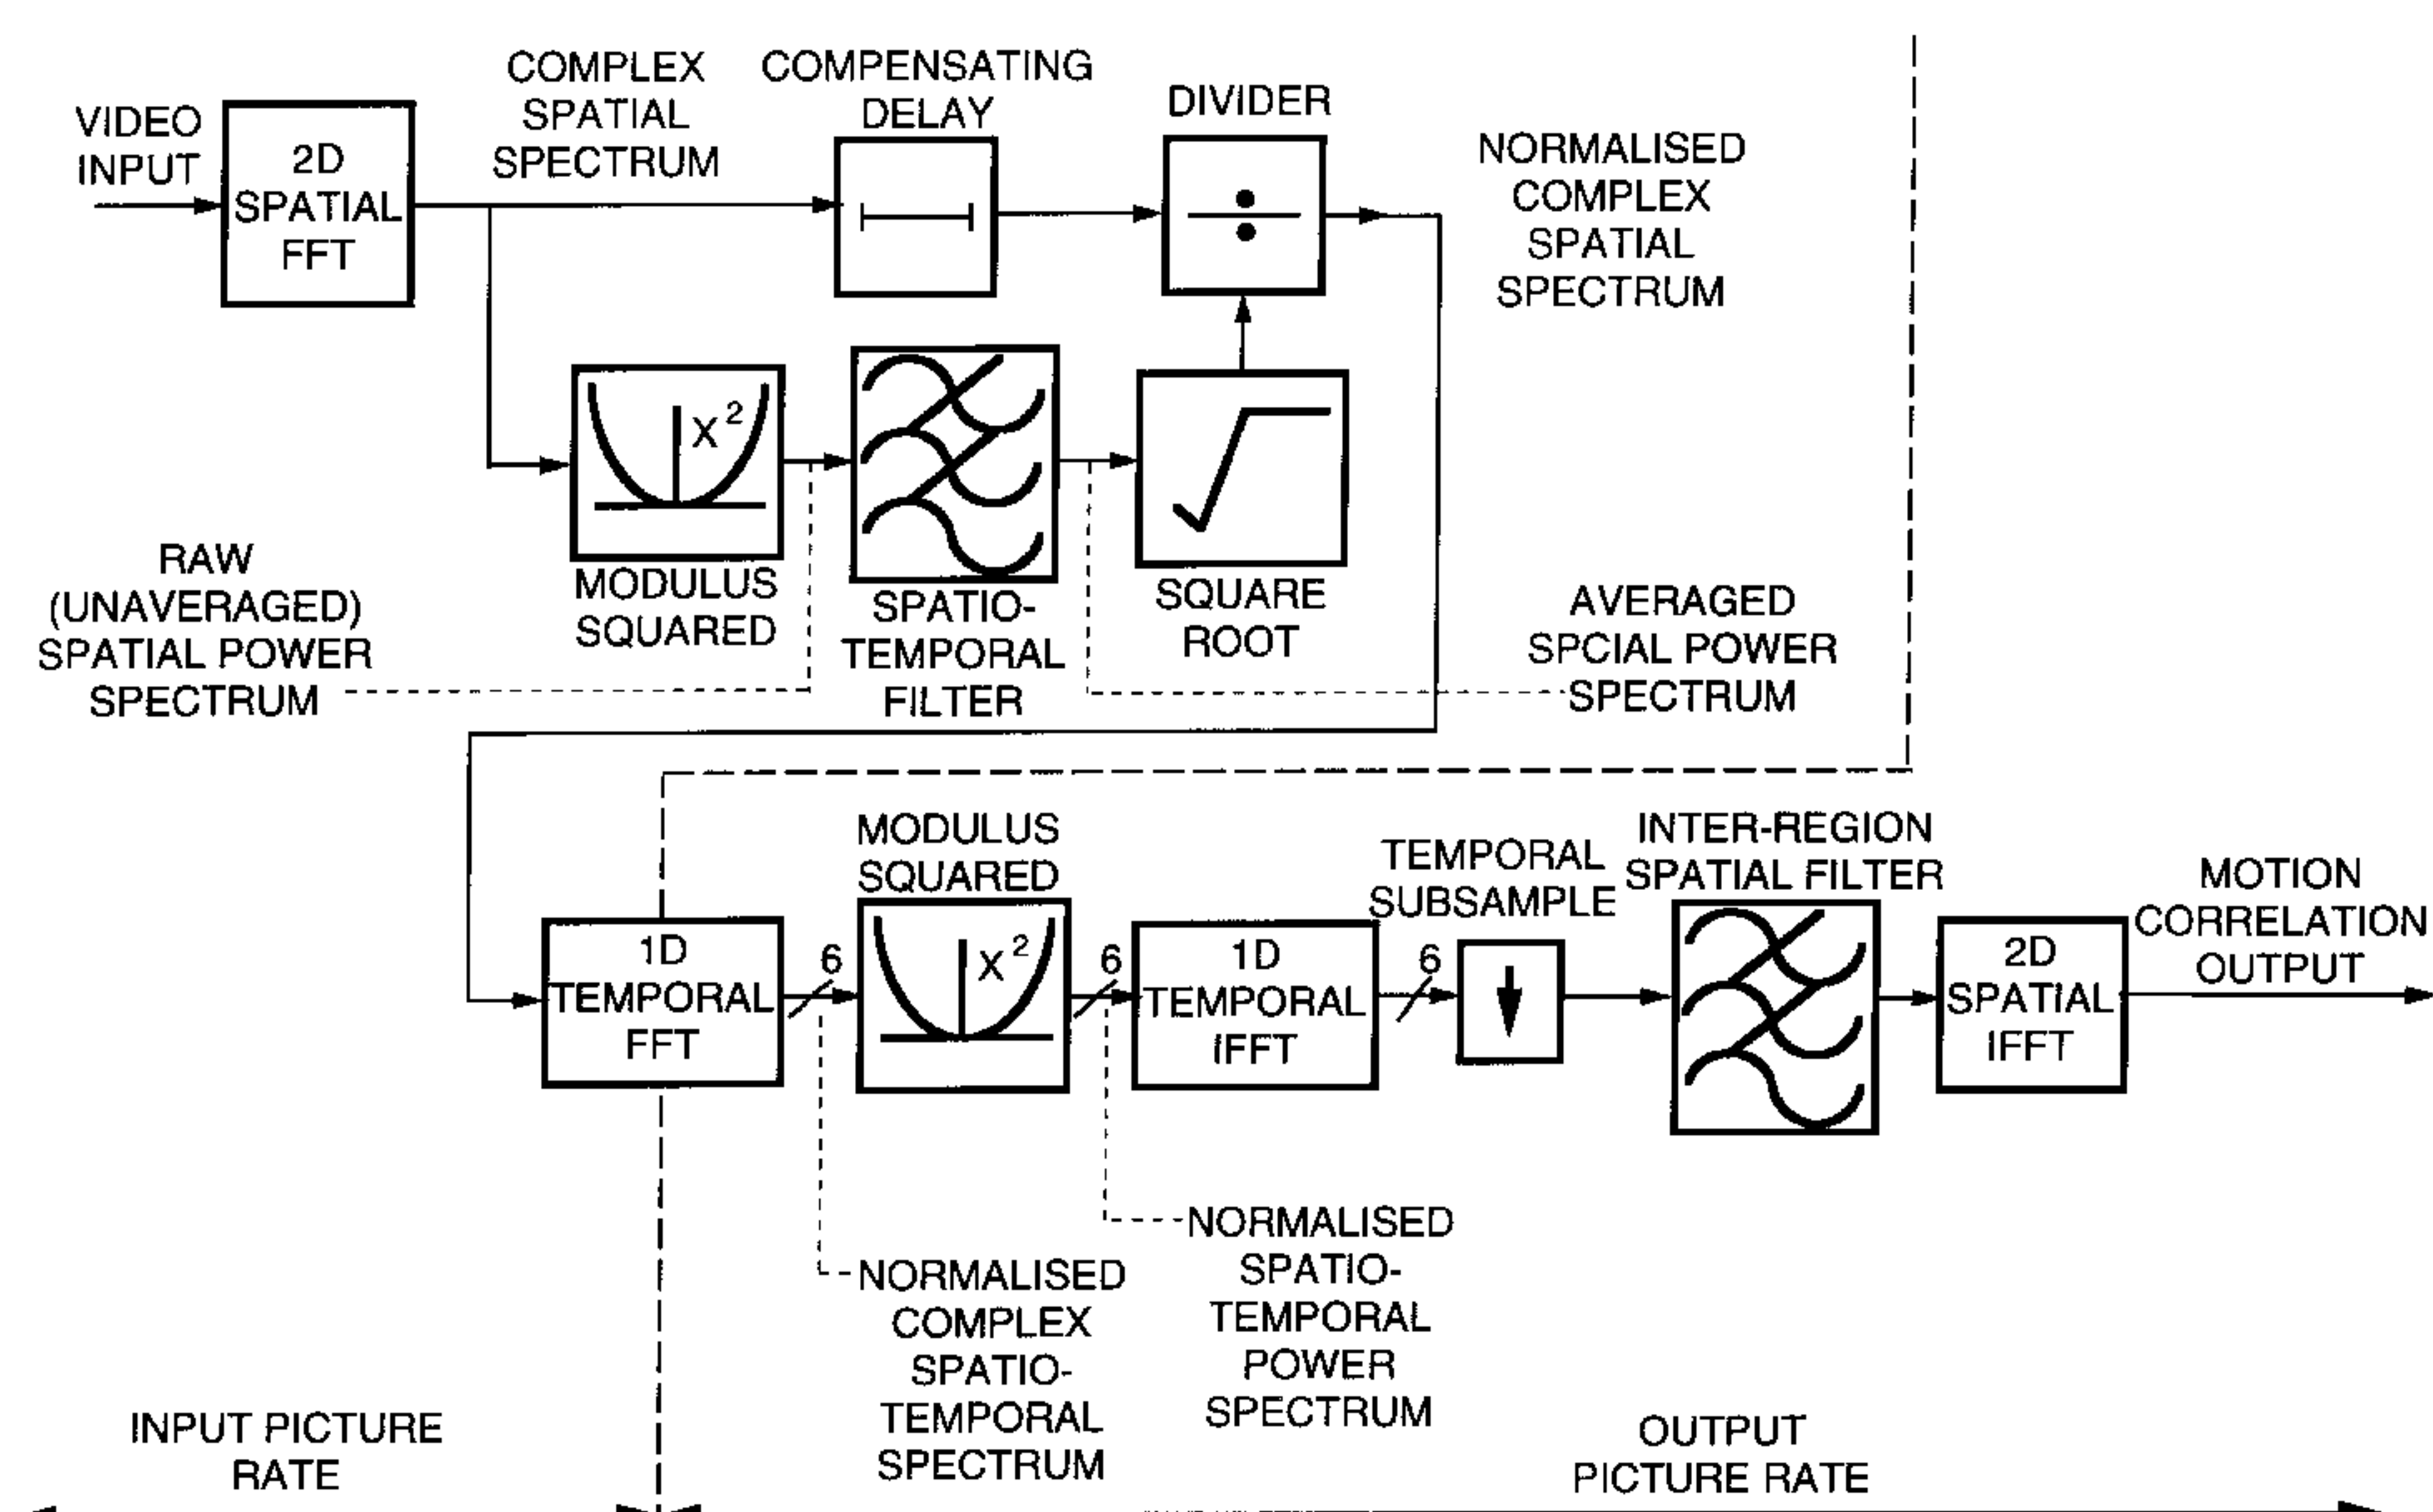 VIDEO
INPUT
2D
SPATIAL
FFT
COMPLEX
SPATIAL
SPECTRUM
COMPENSATING
DELAY
DIVIDER
NORMALISED
COMPLEX
SPATIAL
SPECTRUM
X 2
MODULUS
SQUARED
SPATIO-
TEMPORAL
FILTER
SQUARE
ROOT
RAW
(UNAVERAGED)
SPATIAL POWER
SPECTRUM
AVERAGED
SPCIAL POWER
SPECTRUM
1D
TEMPORAL
FFT
6
MODULUS
SQUARED
X 2
6
1D
TEMPORAL
IFFT
6
TEMPORAL
SUBSAMPLE
INTER-REGION
SPATIAL FILTER
2D
SPATIAL
IFFT
MOTION
CORRELATION
OUTPUT
NORMALISED
COMPLEX
SPATIO-
TEMPORAL
SPECTRUM
NORMALISED
SPATIO-
TEMPORAL
POWER
SPECTRUM
INPUT PICTURE
RATE
OUTPUT
PICTURE RATE